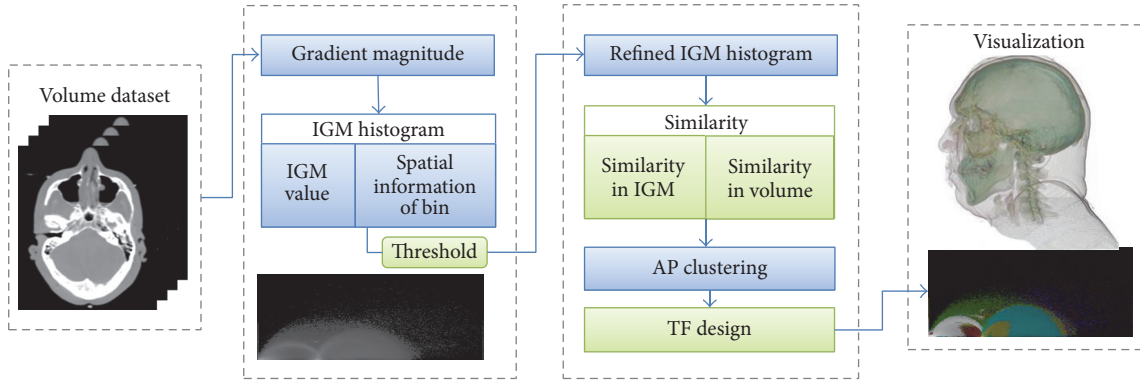 Volume dataset
Gradient magnitude
IGM histogram
IGM
value
Spatial
information
of bin
Threshold
Refined IGM histogram
Similarity
Similarity
in IGM
Similarity
in volume
AP clustering
TF design
Visualization